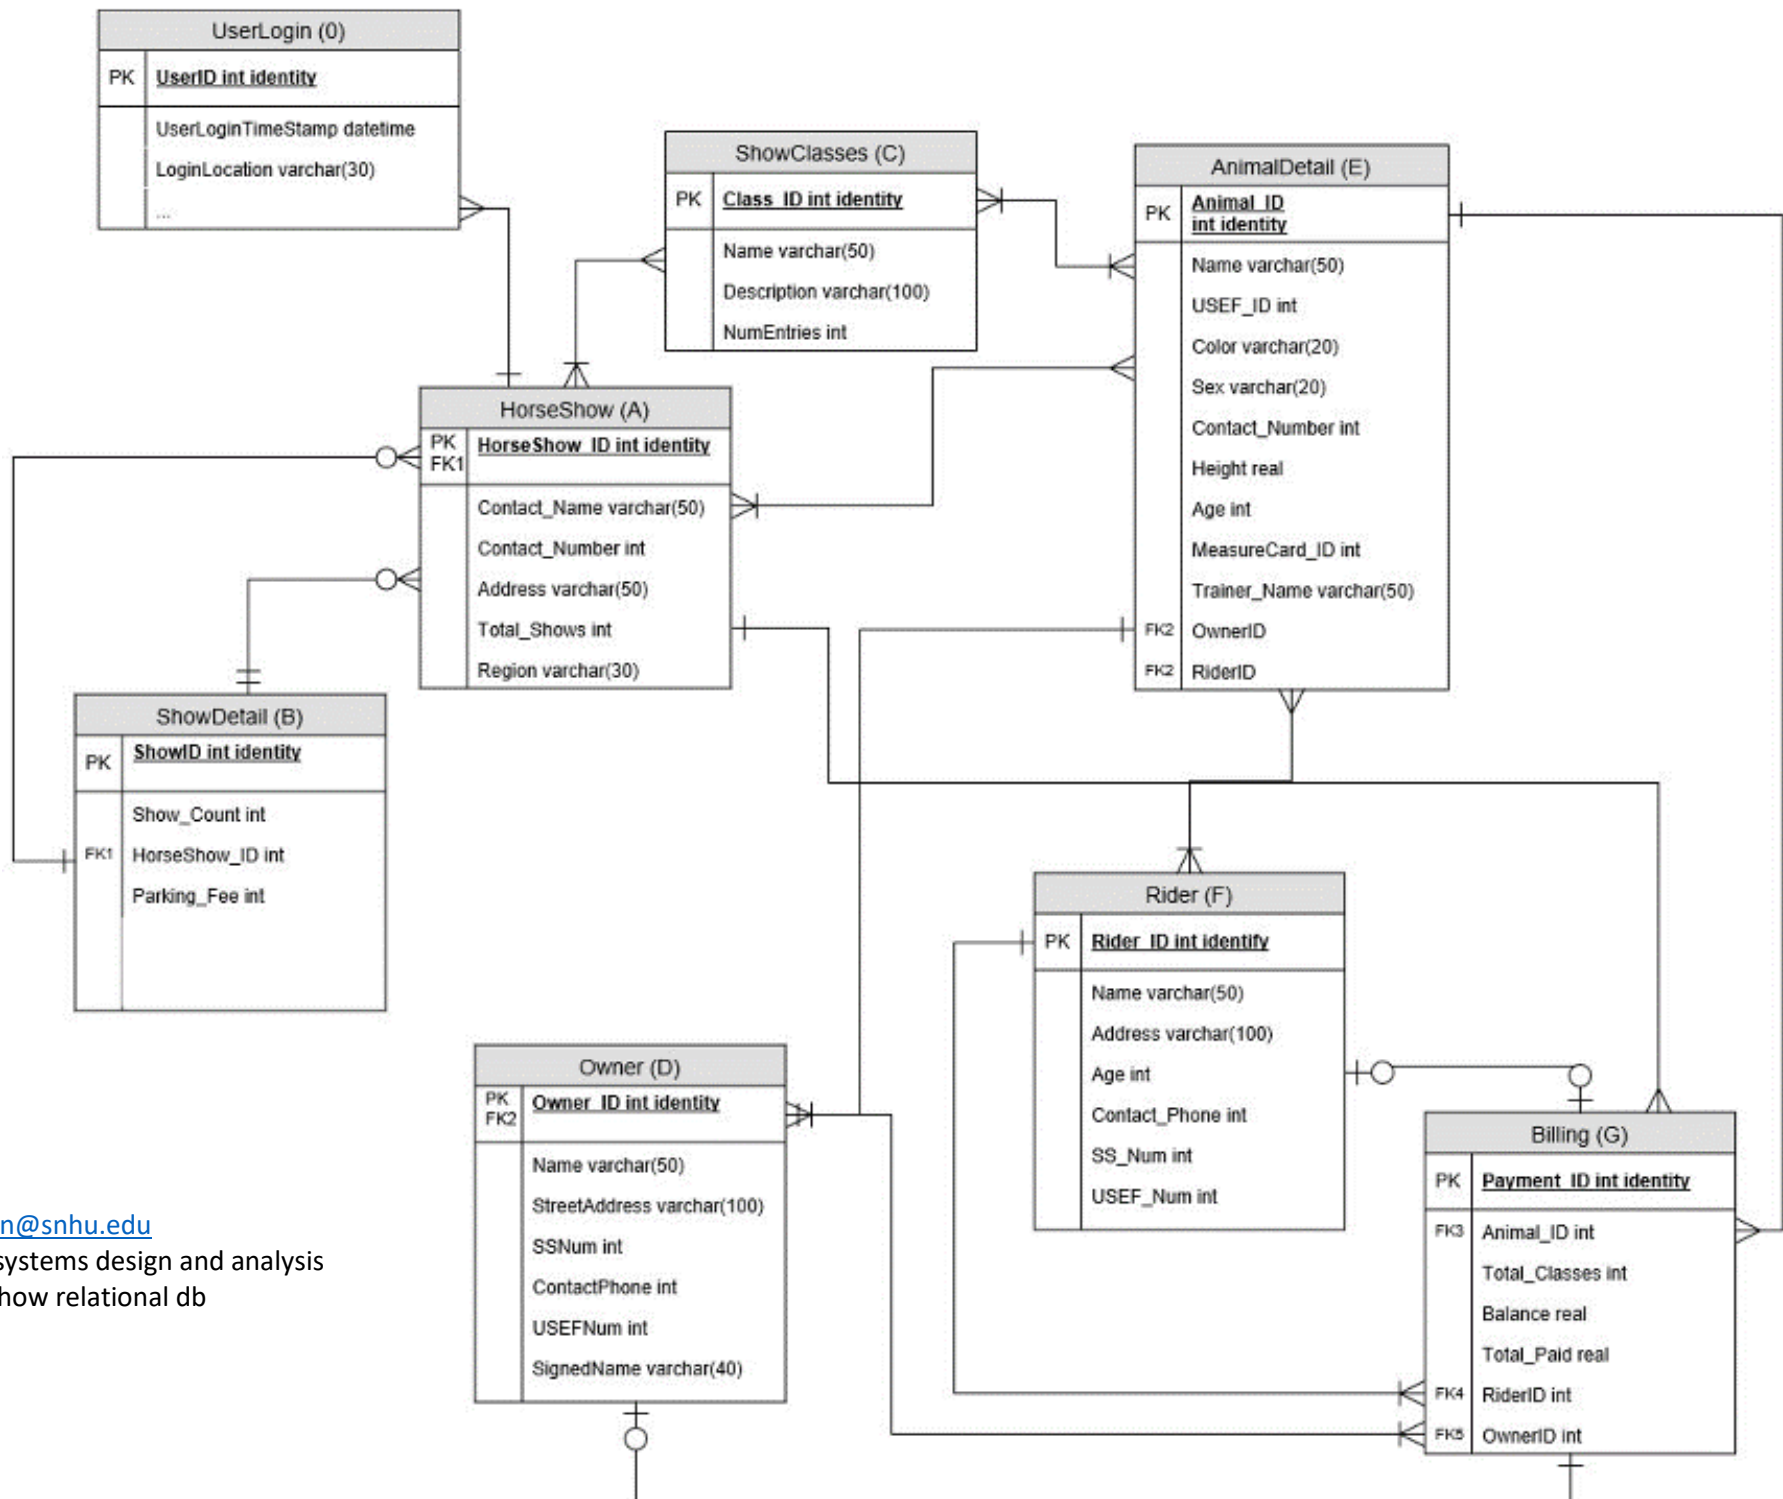 UserLogin (0)
PK UserID int identity
UserLoginTimeStamp datetime
LoginLocation varchar(30)
...
ShowClasses (C)
PK Class_ID int identity
Name varchar(50)
Description varchar(100)
NumEntries int
AnimalDetail (E)
PK Animal_ID
int identity
Name varchar(50)
USEF_ID int
Color varchar(20)
Sex varchar(20)
Contact_Number int
Height real
Age int
MeasureCard_ID int
Trainer_Name varchar(50)
FK2 OwnerID
FK2 RiderID
HorseShow (A)
PK
FK1 HorseShow_ID int identity
Contact_Name varchar(50)
Contact_Number int
Address varchar(50)
Total_Shows int
Region varchar(30)
ShowDetail (B)
PK ShowID int identity
Show_Count int
FK1 HorseShow_ID int
Parking_Fee int
Rider (F)
PK Rider_ID int identify
Name varchar(50)
Address varchar(100)
Age int
Contact_Phone int
SS_Num int
USEF_Num int
Owner (D)
PK
FK2 Owner_ID int identity
Name varchar(50)
StreetAddress varchar(100)
SSNum int
ContactPhone int
USEFNum int
SignedName varchar(40)
Billing (G)
PK Payment_ID int identity
FK3 Animal_ID int
Total_Classes int
Balance real
Total_Paid real
FK4 RiderID int
FK5 OwnerID int
n@snhu.edu
systems design and analysis
how relational db